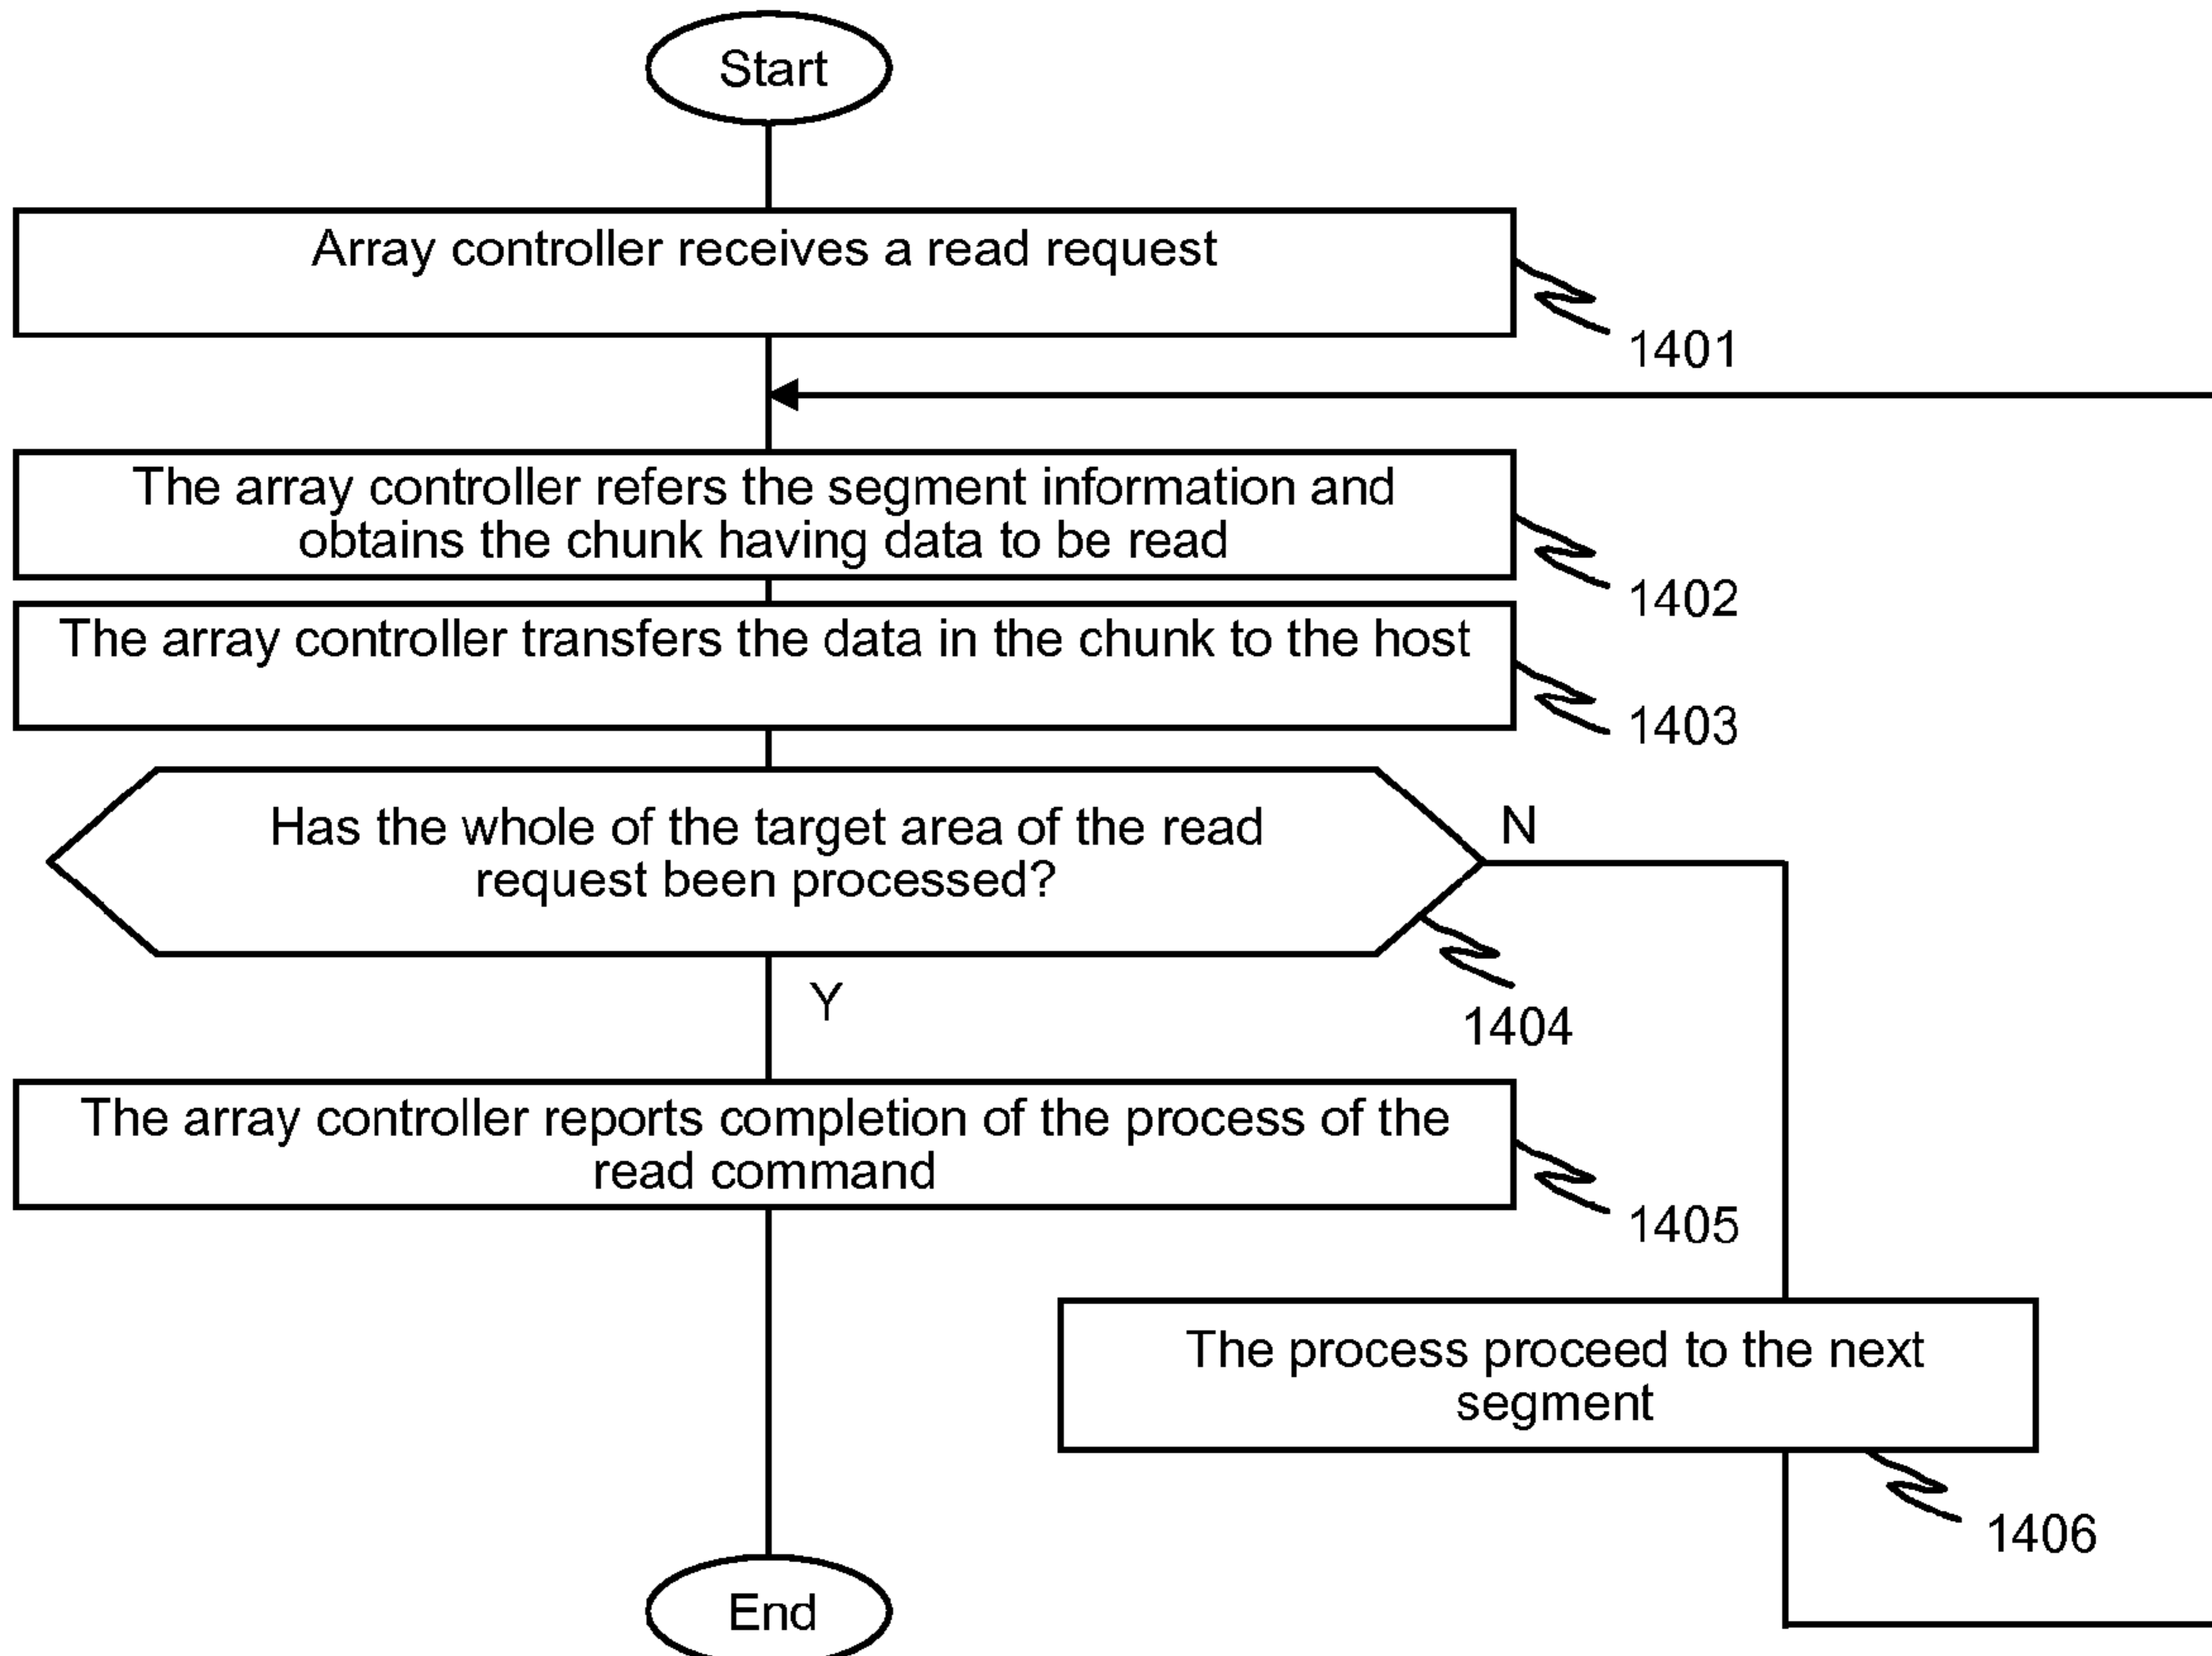 Start
Array controller receives a read request
1401
The array controller refers the segment information and
obtains the chunk having data to be read
1402
The array controller transfers the data in the chunk to the host
1403
Has the whole of the target area of the read
request been processed?
N
1404
Y
The array controller reports completion of the process of the
read command
1405
The process proceed to the next
segment
1406
End